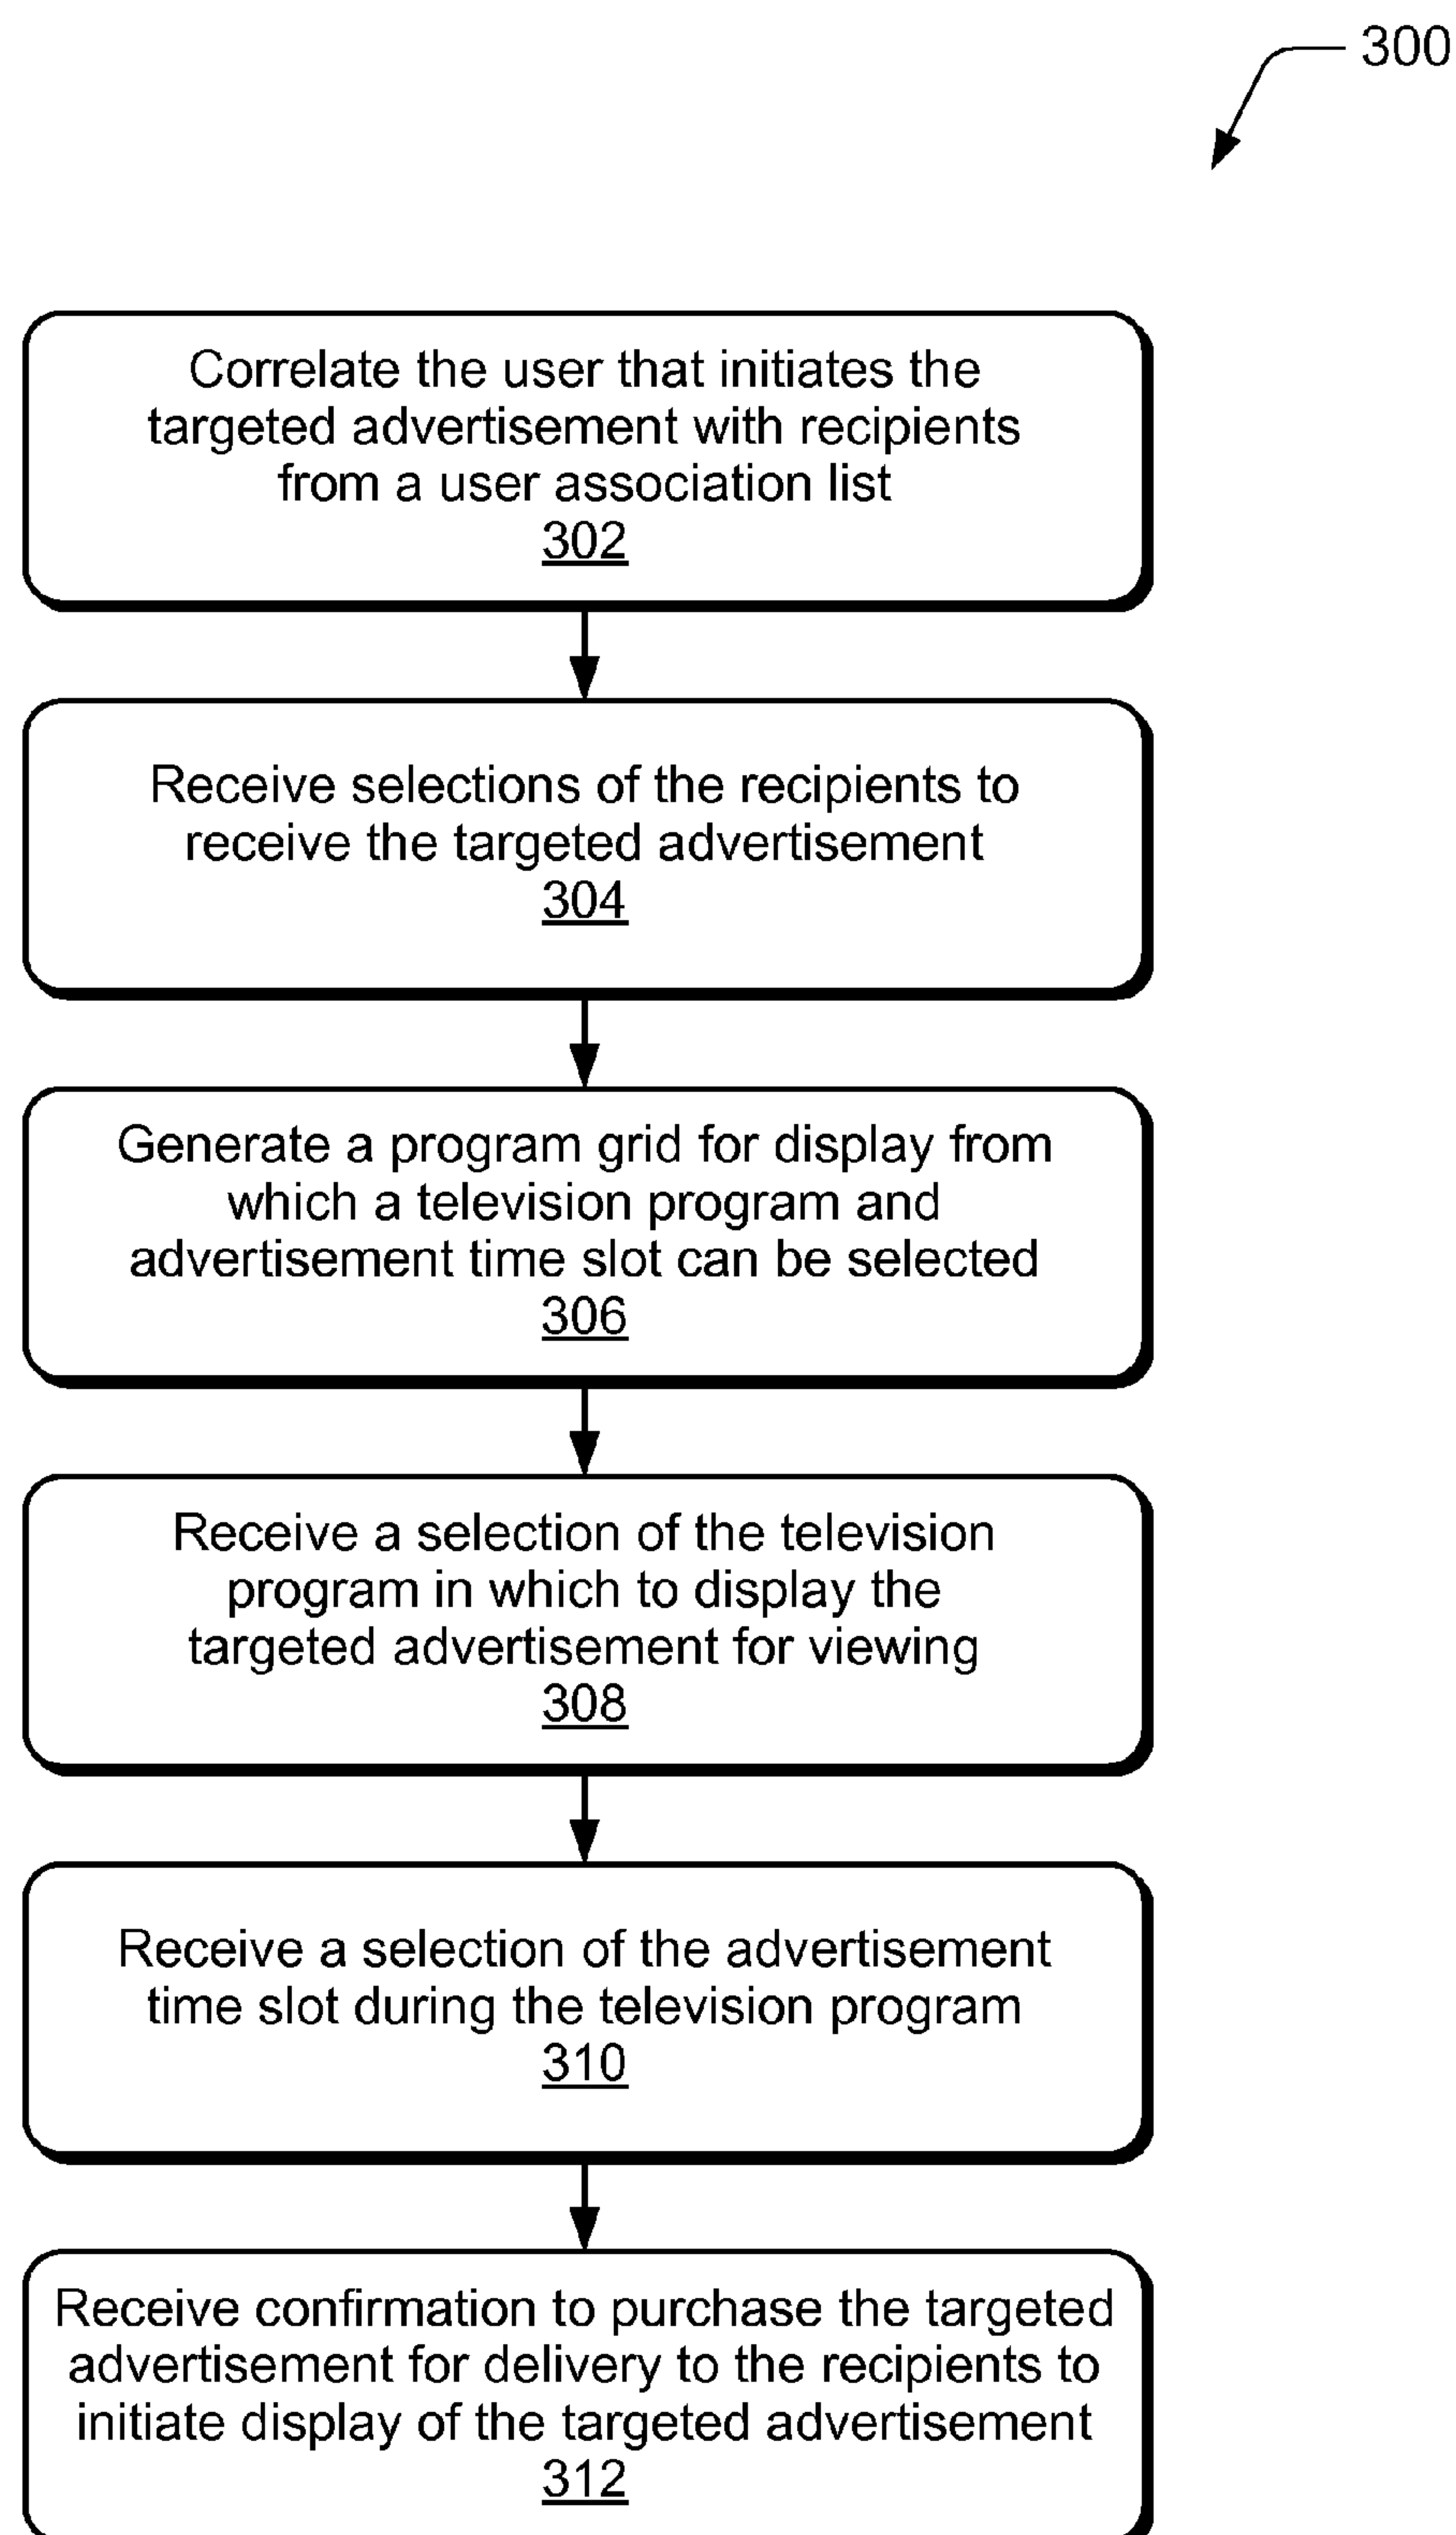 300
Correlate the user that initiates the
targeted advertisement with recipients
from a user association list
302
Receive selections of the recipients to
receive the targeted advertisement
304
Generate a program grid for display from
which a television program and
advertisement time slot can be selected
306
Receive a selection of the television
program in which to display the
targeted advertisement for viewing
308
Receive a selection of the advertisement
time slot during the television program
310
Receive confirmation to purchase the targeted
advertisement for delivery to the recipients to
initiate display of the targeted advertisement
312